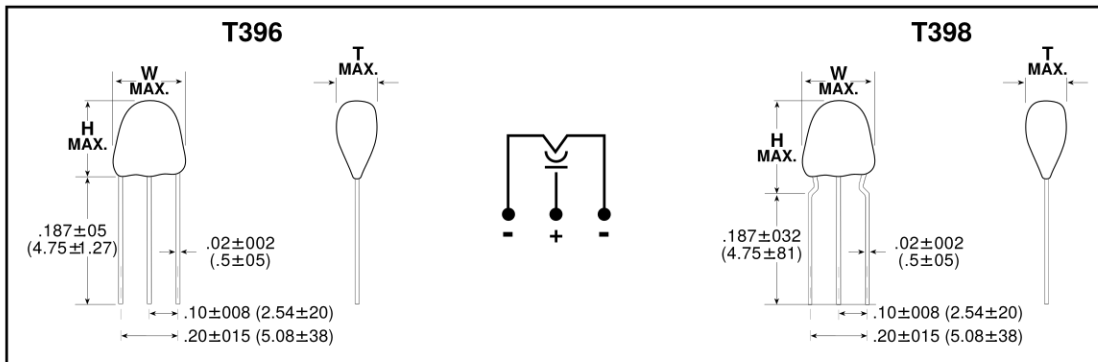 T396
W
MAX.
T
MAX.
H
MAX.
.187±05
(4.75±1.27)
.02±002
(.5±05)
.10±008 (2.54±20)
.20±015 (5.08±38)
- + -
T398
W
MAX.
T
MAX.
H
MAX.
.187±032
(4.75±81)
.02±002
(.5±05)
.10±008 (2.54±20)
.20±015 (5.08±38)